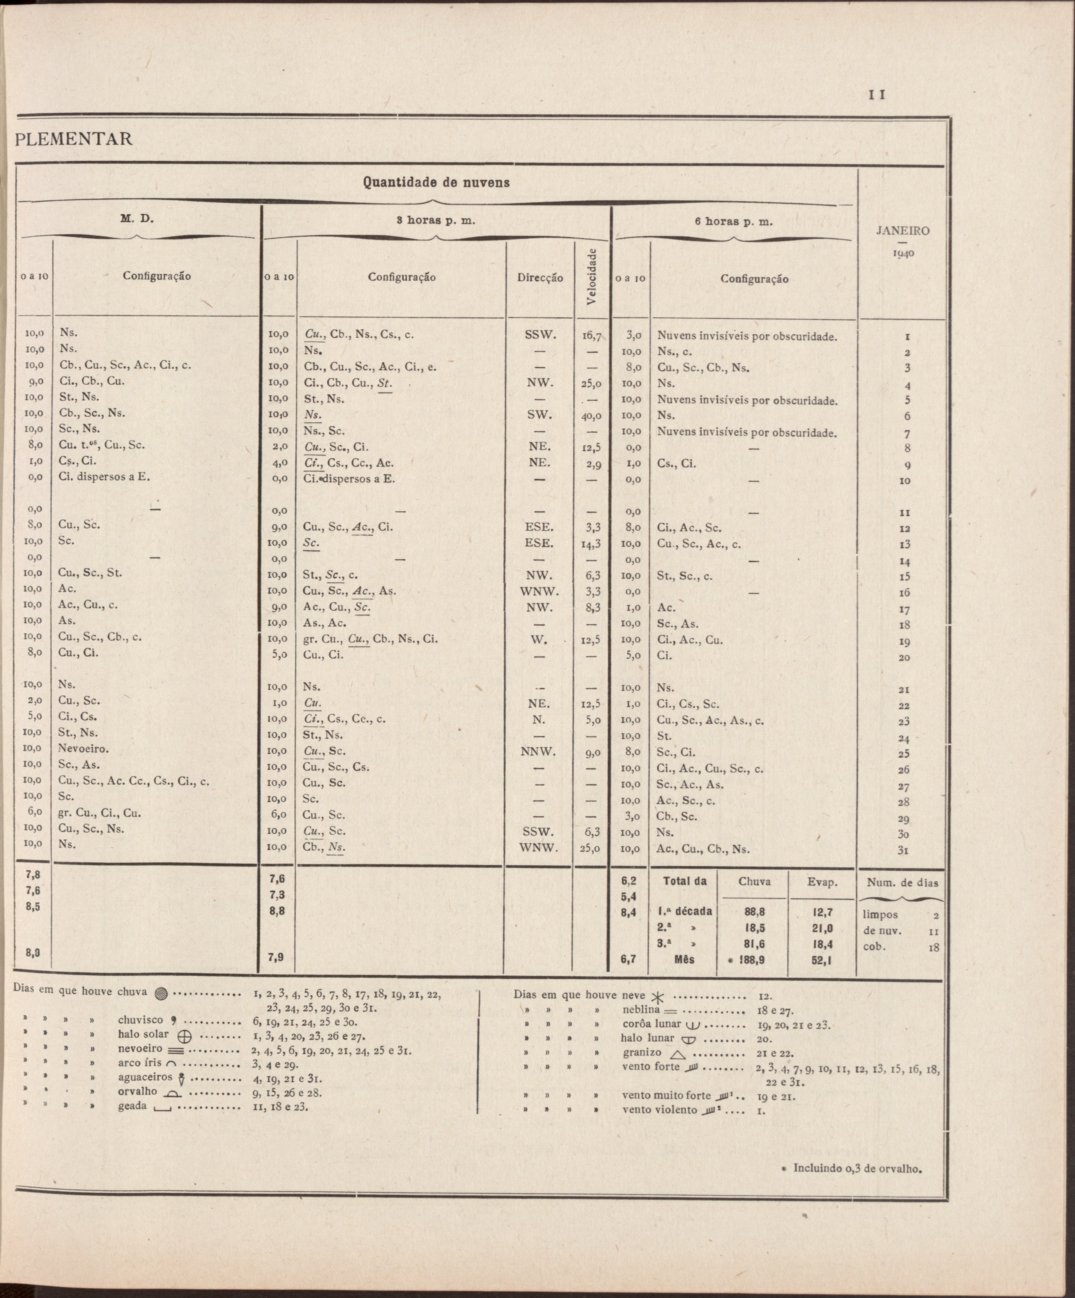 11
PLEMENTAR
Quantidade de nuvens
M. D. 3 horas p. m. 6 horas p. m. JANEIRO — 1940
0 a 10 Configuração 0 a 10 Configuração Direcção Velocidade 0 a 10 Configuração
10,0 Ns. 10,0 Cu., Cb., Ns., Cs., c. SSW. 16,7 3,0 Nuvens invisíveis por obscuridade. 1
10,0 Ns. 10,0 Ns. — — 10,0 Ns., c. 2
10,0 Cb., Cu., Sc., Ac., Ci., c. 10,0 Cb., Cu., Sc., Ac., Ci., e. — — 8,0 Cu., Sc., Cb., Ns. 3
9,0 Ci., Cb., Cu. 10,0 Ci., Cb., Cu., St. NW. 25,0 10,0 Ns. 4
10,0 St., Ns. 10,0 St., Ns. — — 10,0 Nuvens invisíveis por obscuridade. 5
10,0 Cb., Sc., Ns. 10,0 Ns. SW. 40,0 10,0 Ns. 6
10,0 Sc., Ns. 10,0 Ns., Sc. — — 10,0 Nuvens invisíveis por obscuridade. 7
8,0 Cu. t.os, Cu., Sc. 2,0 Cu., Sc., Ci. NE. 12,5 0,0 — 8
1,0 Cs., Ci. 4,0 Ci., Cs., Cc., Ac. NE. 2,9 1,0 Cs., Ci. 9
0,0 Ci. dispersos a E. 0,0 Ci. dispersos a E. — — 0,0 — 10
0,0 — 0,0 — — — 0,0 — 11
8,0 Cu., Sc. 9,0 Cu., Sc., Ac., Ci. ESE. 3,3 8,0 Ci., Ac., Sc. 12
10,0 Sc. 10,0 Sc. ESE. 14,3 10,0 Cu., Sc., Ac., c. 13
0,0 — 0,0 — — — 0,0 — 14
10,0 Cu., Sc., St. 10,0 St., Sc., c. NW. 6,3 10,0 St., Sc., c. 15
10,0 Ac. 10,0 Cu., Sc., Ac., As. WNW. 3,3 0,0 — 16
10,0 Ac., Cu., c. 9,0 Ac., Cu., Sc. NW. 8,3 1,0 Ac. 17
10,0 As. 10,0 As., Ac. — — 10,0 Sc., As. 18
10,0 Cu., Sc., Cb., c. 10,0 gr. Cu., Cu., Cb., Ns., Ci. W. 12,5 10,0 Ci., Ac., Cu. 19
8,0 Cu., Ci. 5,0 Cu., Ci. — — 5,0 Ci. 20
10,0 Ns. 10,0 Ns. — — 10,0 Ns. 21
2,0 Cu., Sc. 1,0 Cu. NE. 12,5 1,0 Ci., Cs., Sc. 22
5,0 Ci., Cs. 10,0 Ci., Cs., Cc., c. N. 5,0 10,0 Cu., Sc., Ac., As., c. 23
10,0 St., Ns. 10,0 St., Ns. — — 10,0 St. 24
10,0 Nevoeiro. 10,0 Cu., Sc. NNW. 9,0 8,0 Sc., Ci. 25
10,0 Sc., As. 10,0 Cu., Sc., Cs. — — 10,0 Ci., Ac., Cu., Sc., c. 26
10,0 Cu., Sc., Ac. Cc., Cs., Ci., c. 10,0 Cu., Sc. — — 10,0 Sc., Ac., As. 27
10,0 Sc. 10,0 Sc. — — 10,0 Ac., Sc., c. 28
6,0 gr. Cu., Ci., Cu. 6,0 Cu., Sc. — — 3,0 Cb., Sc. 29
10,0 Cu., Sc., Ns. 10,0 Cu., Sc. SSW. 6,3 10,0 Ns. 30
10,0 Ns. 10,0 Cb., Ns. WNW. 25,0 10,0 Ac., Cu., Cb., Ns. 31
7,8 7,6 6,2 Total da Chuva Evap. Num. de dias
7,6 7,3 5,4
8,5 8,8 8,4 1.ª década 88,8 12,7 limpos 2
2.ª » 18,5 21,0 de nuv. 11
3.ª » 81,6 18,4 cob. 18
8,9 7,9 6,7 Mês * 188,9 52,1
Dias em que houve chuva ............ 1, 2, 3, 4, 5, 6, 7, 8, 17, 18, 19, 21, 22,
23, 24, 25, 29, 30 e 31.
» » » » chuvisco ........... 6, 19, 21, 24, 25 e 30.
» » » » halo solar ........ 1, 3, 4, 20, 23, 26 e 27.
» » » » nevoeiro .......... 2, 4, 5, 6, 19, 20, 21, 24, 25 e 31.
» » » » arco íris ........... 3, 4 e 29.
» » » » aguaceiros .......... 4, 19, 21 e 31.
» » » » orvalho .......... 9, 15, 26 e 28.
» » » » geada ............ 11, 18 e 23.
Dias em que houve neve .............. 12.
» » » » neblina ............ 18 e 27.
» » » » corôa lunar ........ 19, 20, 21 e 23.
» » » » halo lunar ........ 20.
» » » » granizo .......... 21 e 22.
» » » » vento forte ........ 2, 3, 4, 7, 9, 10, 11, 12, 13, 15, 16, 18,
22 e 31.
» » » » vento muito forte 1 .. 19 e 21.
» » » » vento violento 2 .... 1.
* Incluindo 0,3 de orvalho.